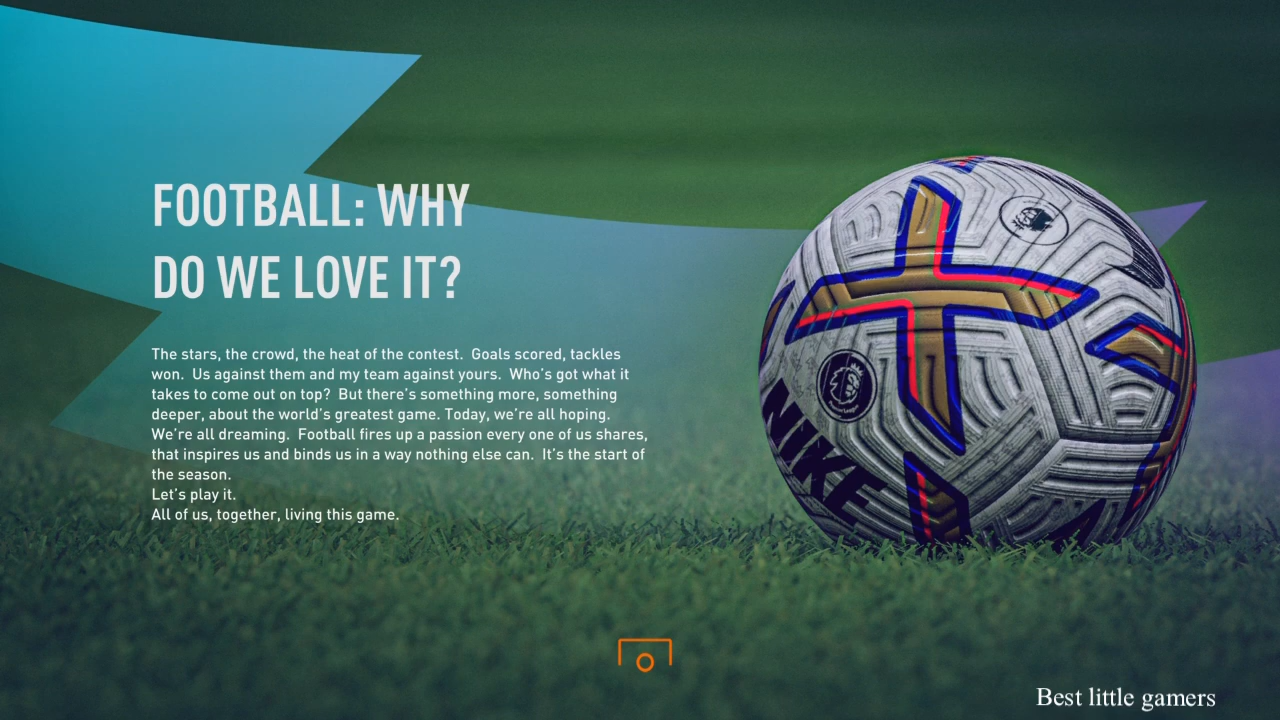 FOOTBALL: WHY
DO WE LOVE IT?
The stars, the crowd, the heat of the contest.  Goals scored, tackles
won.  Us against them and my team against yours.  Who's got what it
takes to come out on top?  But there's something more, something
deeper, about the world's greatest game. Today, we're all hoping.
We're all dreaming.  Football fires up a passion every one of us shares,
that inspires us and binds us in a way nothing else can.  It's the start of
the season.
Let's play it.
All of us, together, living this game.
Premier League
NIKE
Best little gamers